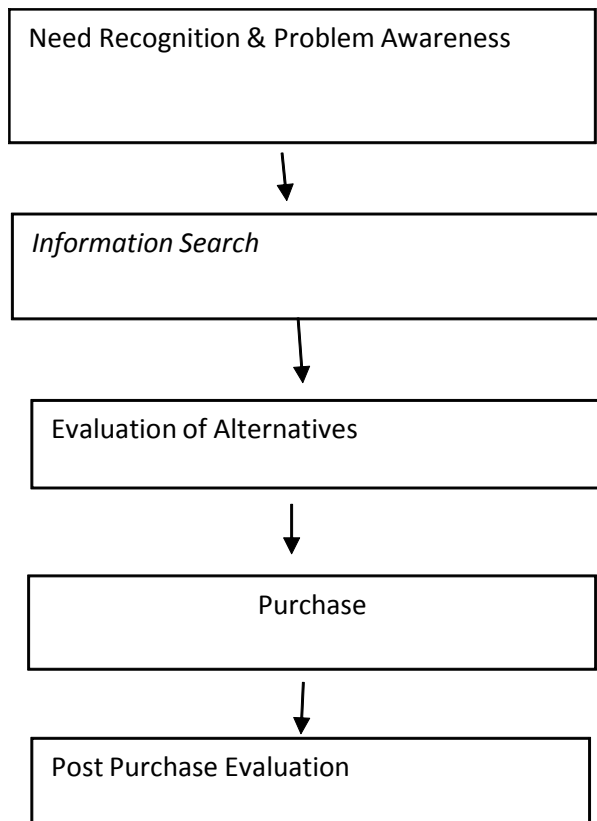 Need Recognition & Problem Awareness
Information Search
Evaluation of Alternatives
Purchase
Post Purchase Evaluation